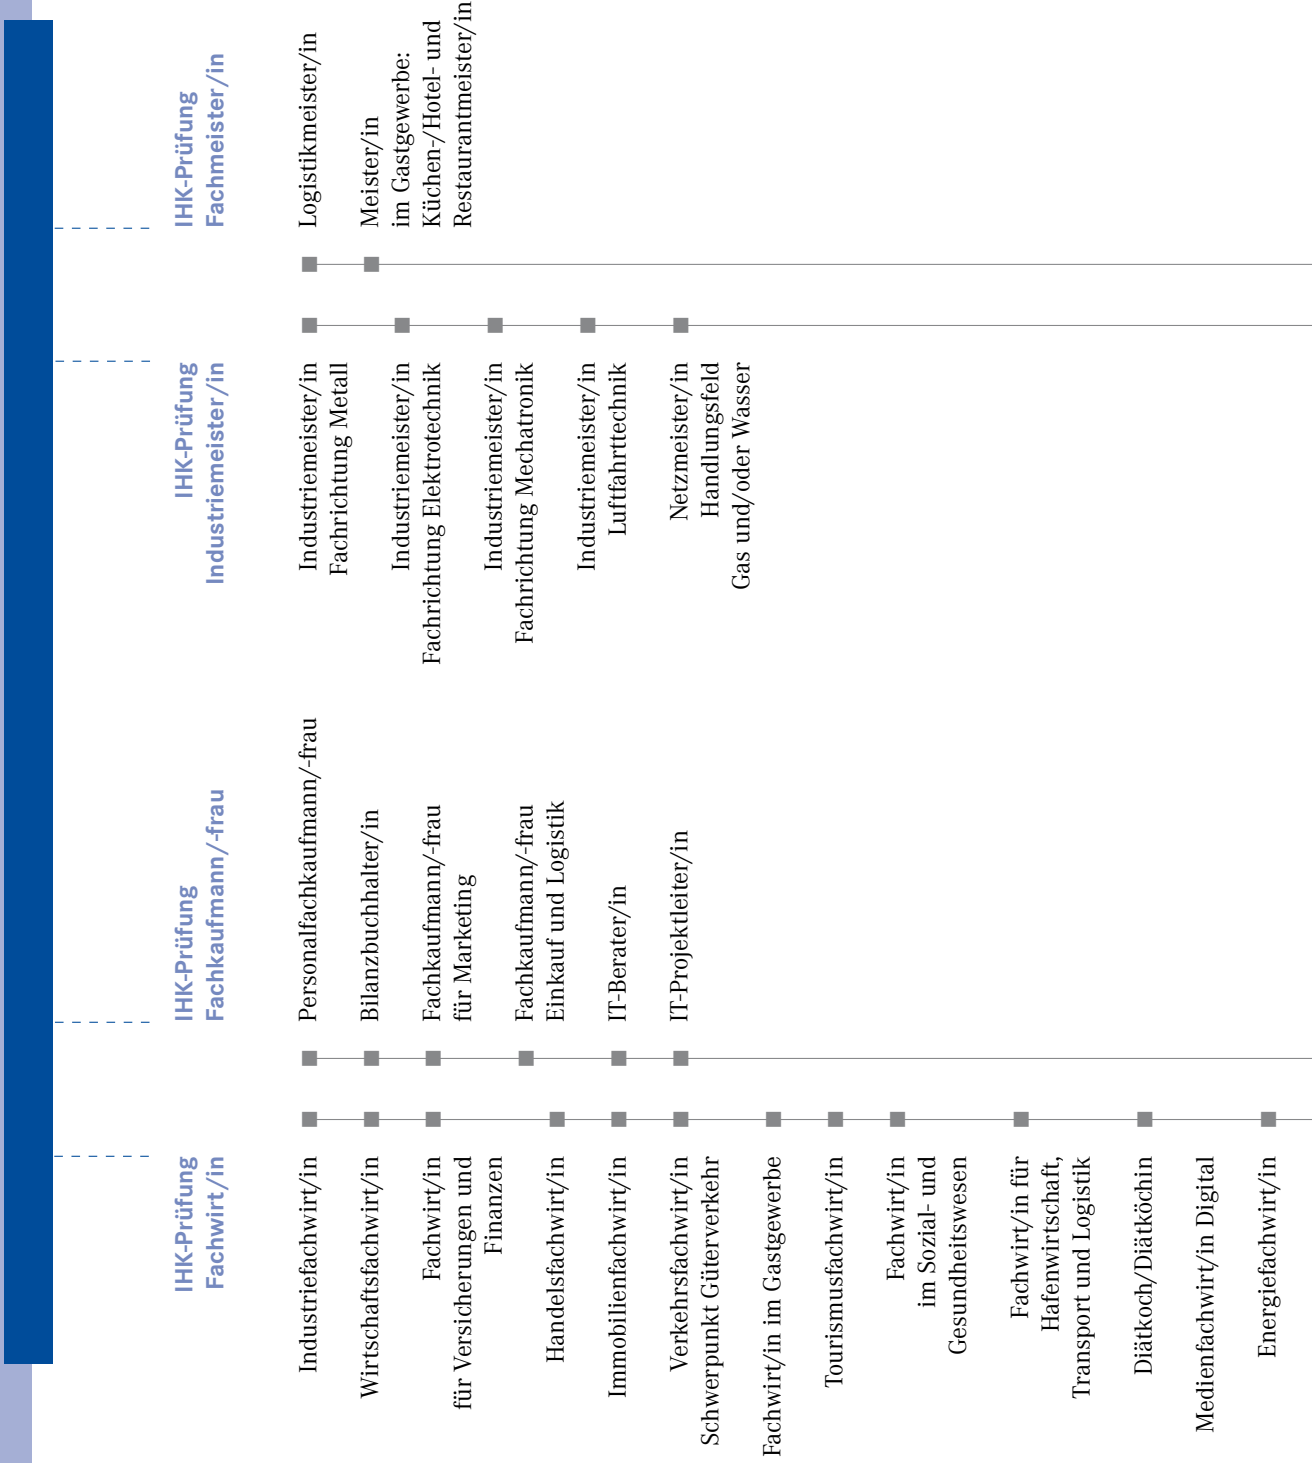 IHK-Prüfung
Fachwirt/in
Industriefachwirt/in
Wirtschaftsfachwirt/in
Fachwirt/in
für Versicherungen und
Finanzen
Handelsfachwirt/in
Immobilienfachwirt/in
Verkehrsfachwirt/in
Schwerpunkt Güterverkehr
Fachwirt/in im Gastgewerbe
Tourismusfachwirt/in
Fachwirt/in
im Sozial- und
Gesundheitswesen
Fachwirt/in für
Hafenwirtschaft,
Transport und Logistik
Diätkoch/Diätköchin
Medienfachwirt/in Digital
Energiefachwirt/in
IHK-Prüfung
Fachkaufmann/-frau
Personalfachkaufmann/-frau
Bilanzbuchhalter/in
Fachkaufmann/-frau
für Marketing
Fachkaufmann/-frau
Einkauf und Logistik
IT-Berater/in
IT-Projektleiter/in
IHK-Prüfung
Industriemeister/in
Industriemeister/in
Fachrichtung Metall
Industriemeister/in
Fachrichtung Elektrotechnik
Industriemeister/in
Fachrichtung Mechatronik
Industriemeister/in
Luftfahrttechnik
Netzmeister/in
Handlungsfeld
Gas und/oder Wasser
IHK-Prüfung
Fachmeister/in
Logistikmeister/in
Meister/in
im Gastgewerbe:
Küchen-/Hotel- und
Restaurantmeister/in